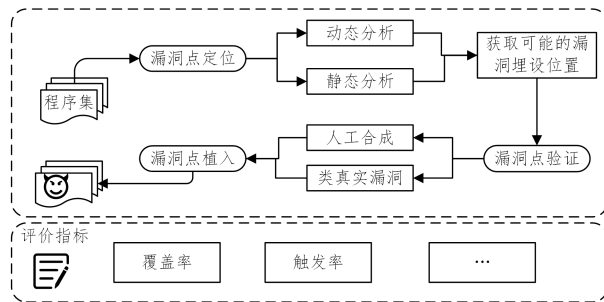 漏洞点定位
动态分析
静态分析
获取可能的漏
洞埋设位置
程序集
漏洞点植入
人工合成
类真实漏洞
漏洞点验证
评价指标
覆盖率
触发率
…